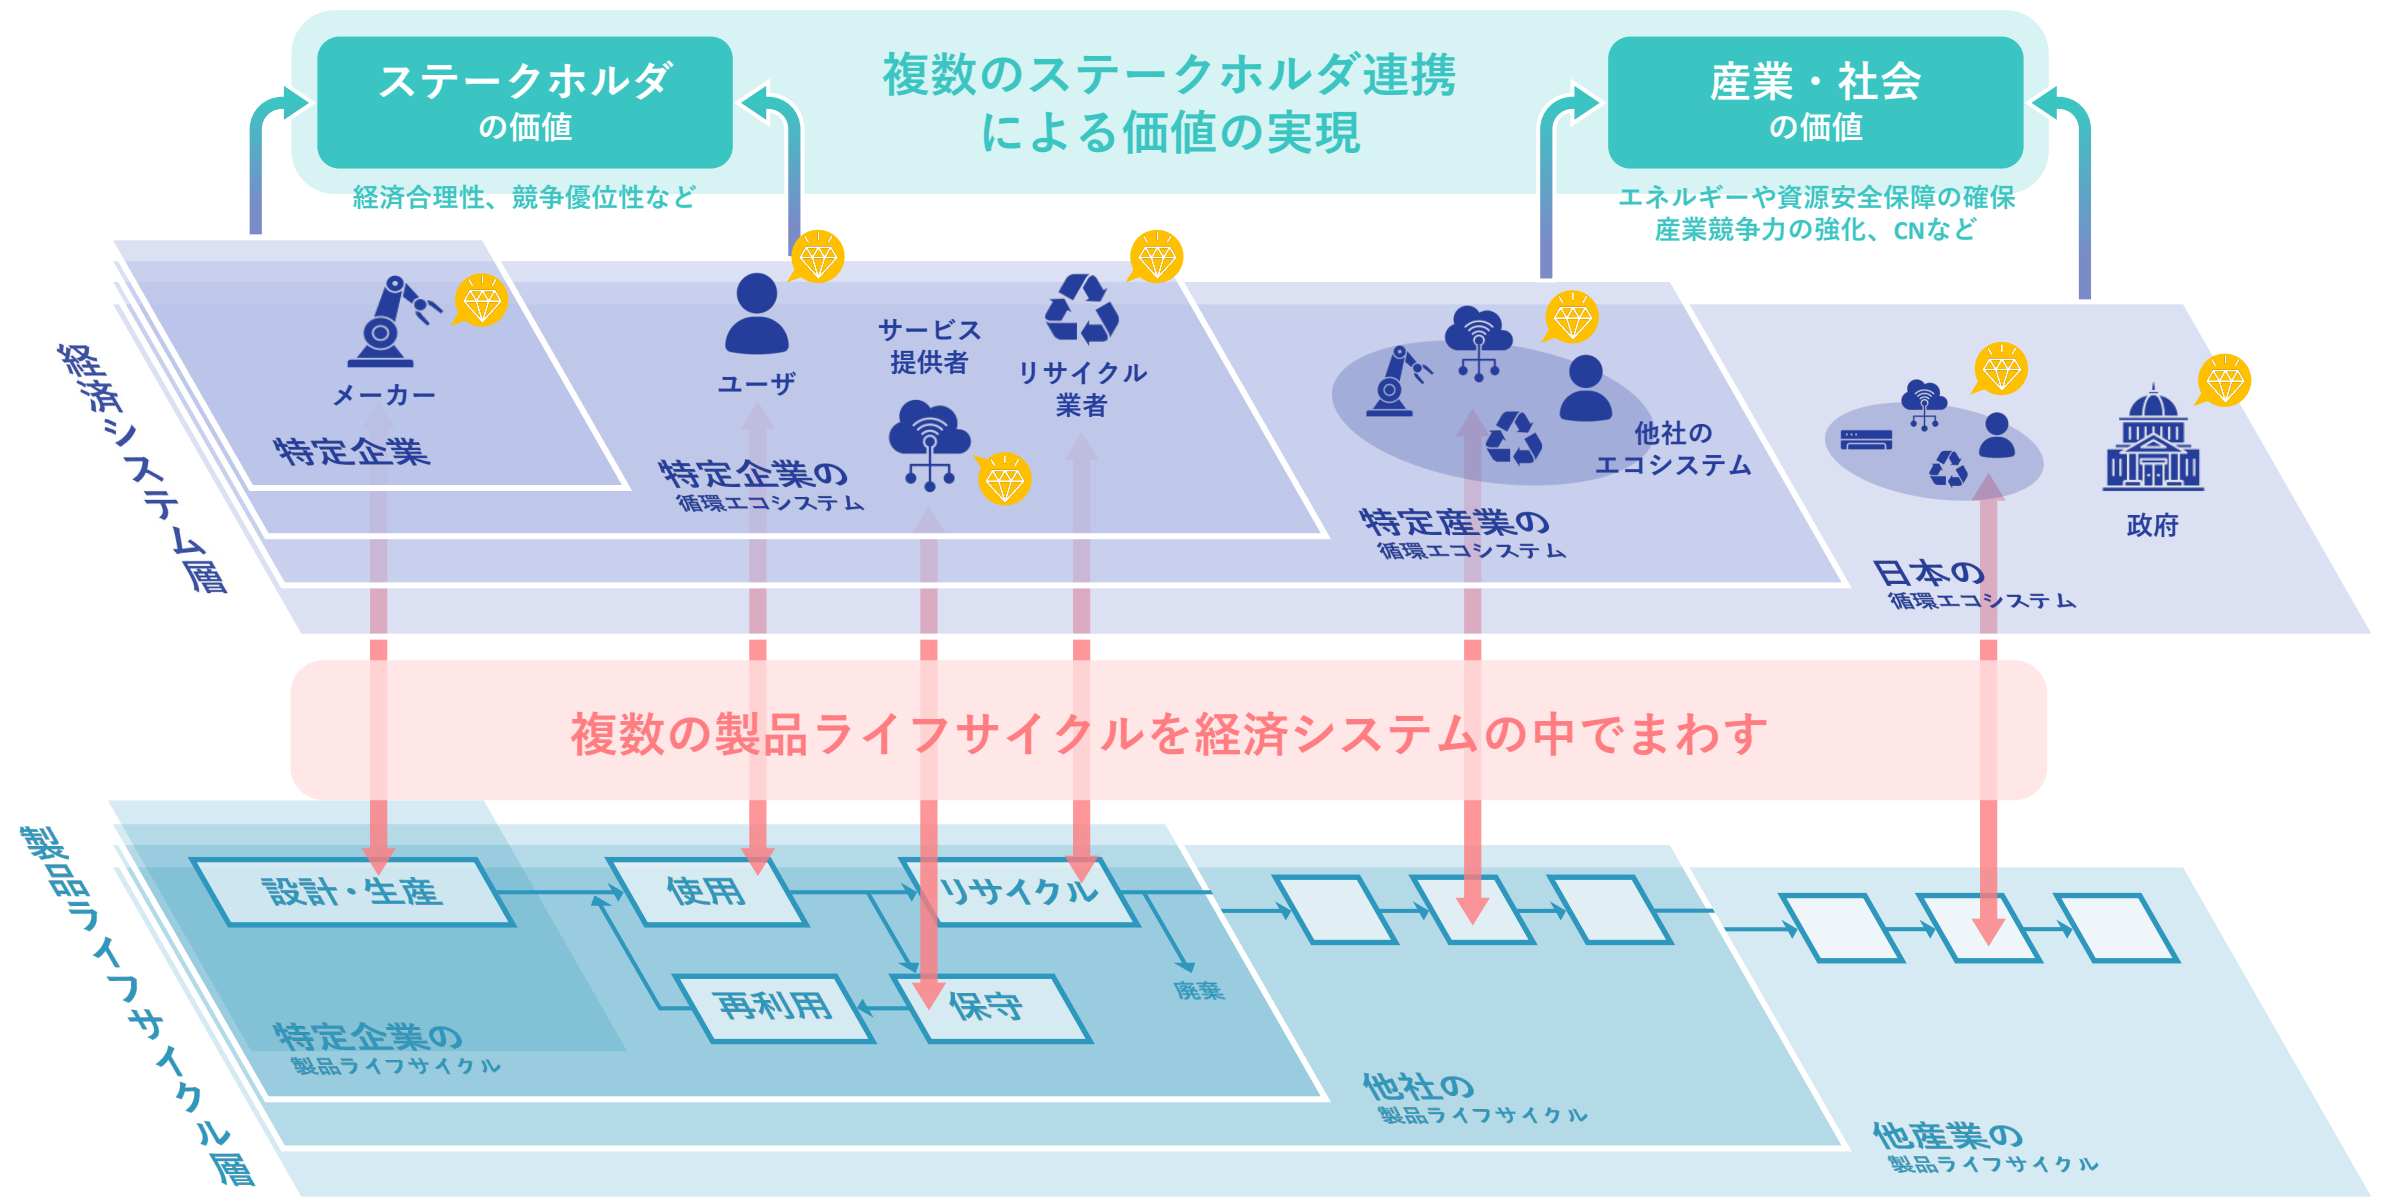 ステークホルダ
の価値
経済合理性、競争優位性など
複数のステークホルダ連携
による価値の実現
産業・社会
の価値
エネルギーや資源安全保障の確保
産業競争力の強化、CNなど
経済システム層
メーカー
特定企業
ユーザ
サービス
提供者
リサイクル
業者
特定企業の
循環エコシステム
他社の
エコシステム
特定産業の
循環エコシステム
政府
日本の
循環エコシステム
複数の製品ライフサイクルを経済システムの中でまわす
製品ライフサイクル層
設計・生産
使用
リサイクル
再利用
保守
廃棄
特定企業の
製品ライフサイクル
他社の
製品ライフサイクル
他産業の
製品ライフサイクル